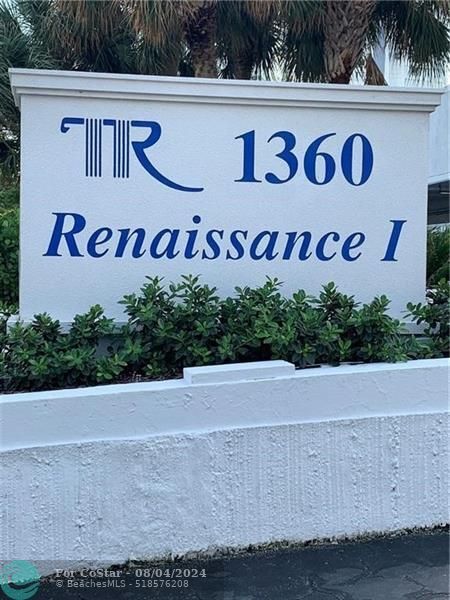 TR 1360
Renaissance I
For CoStar - 08/04/2024
©BeachesMLS - 518576208